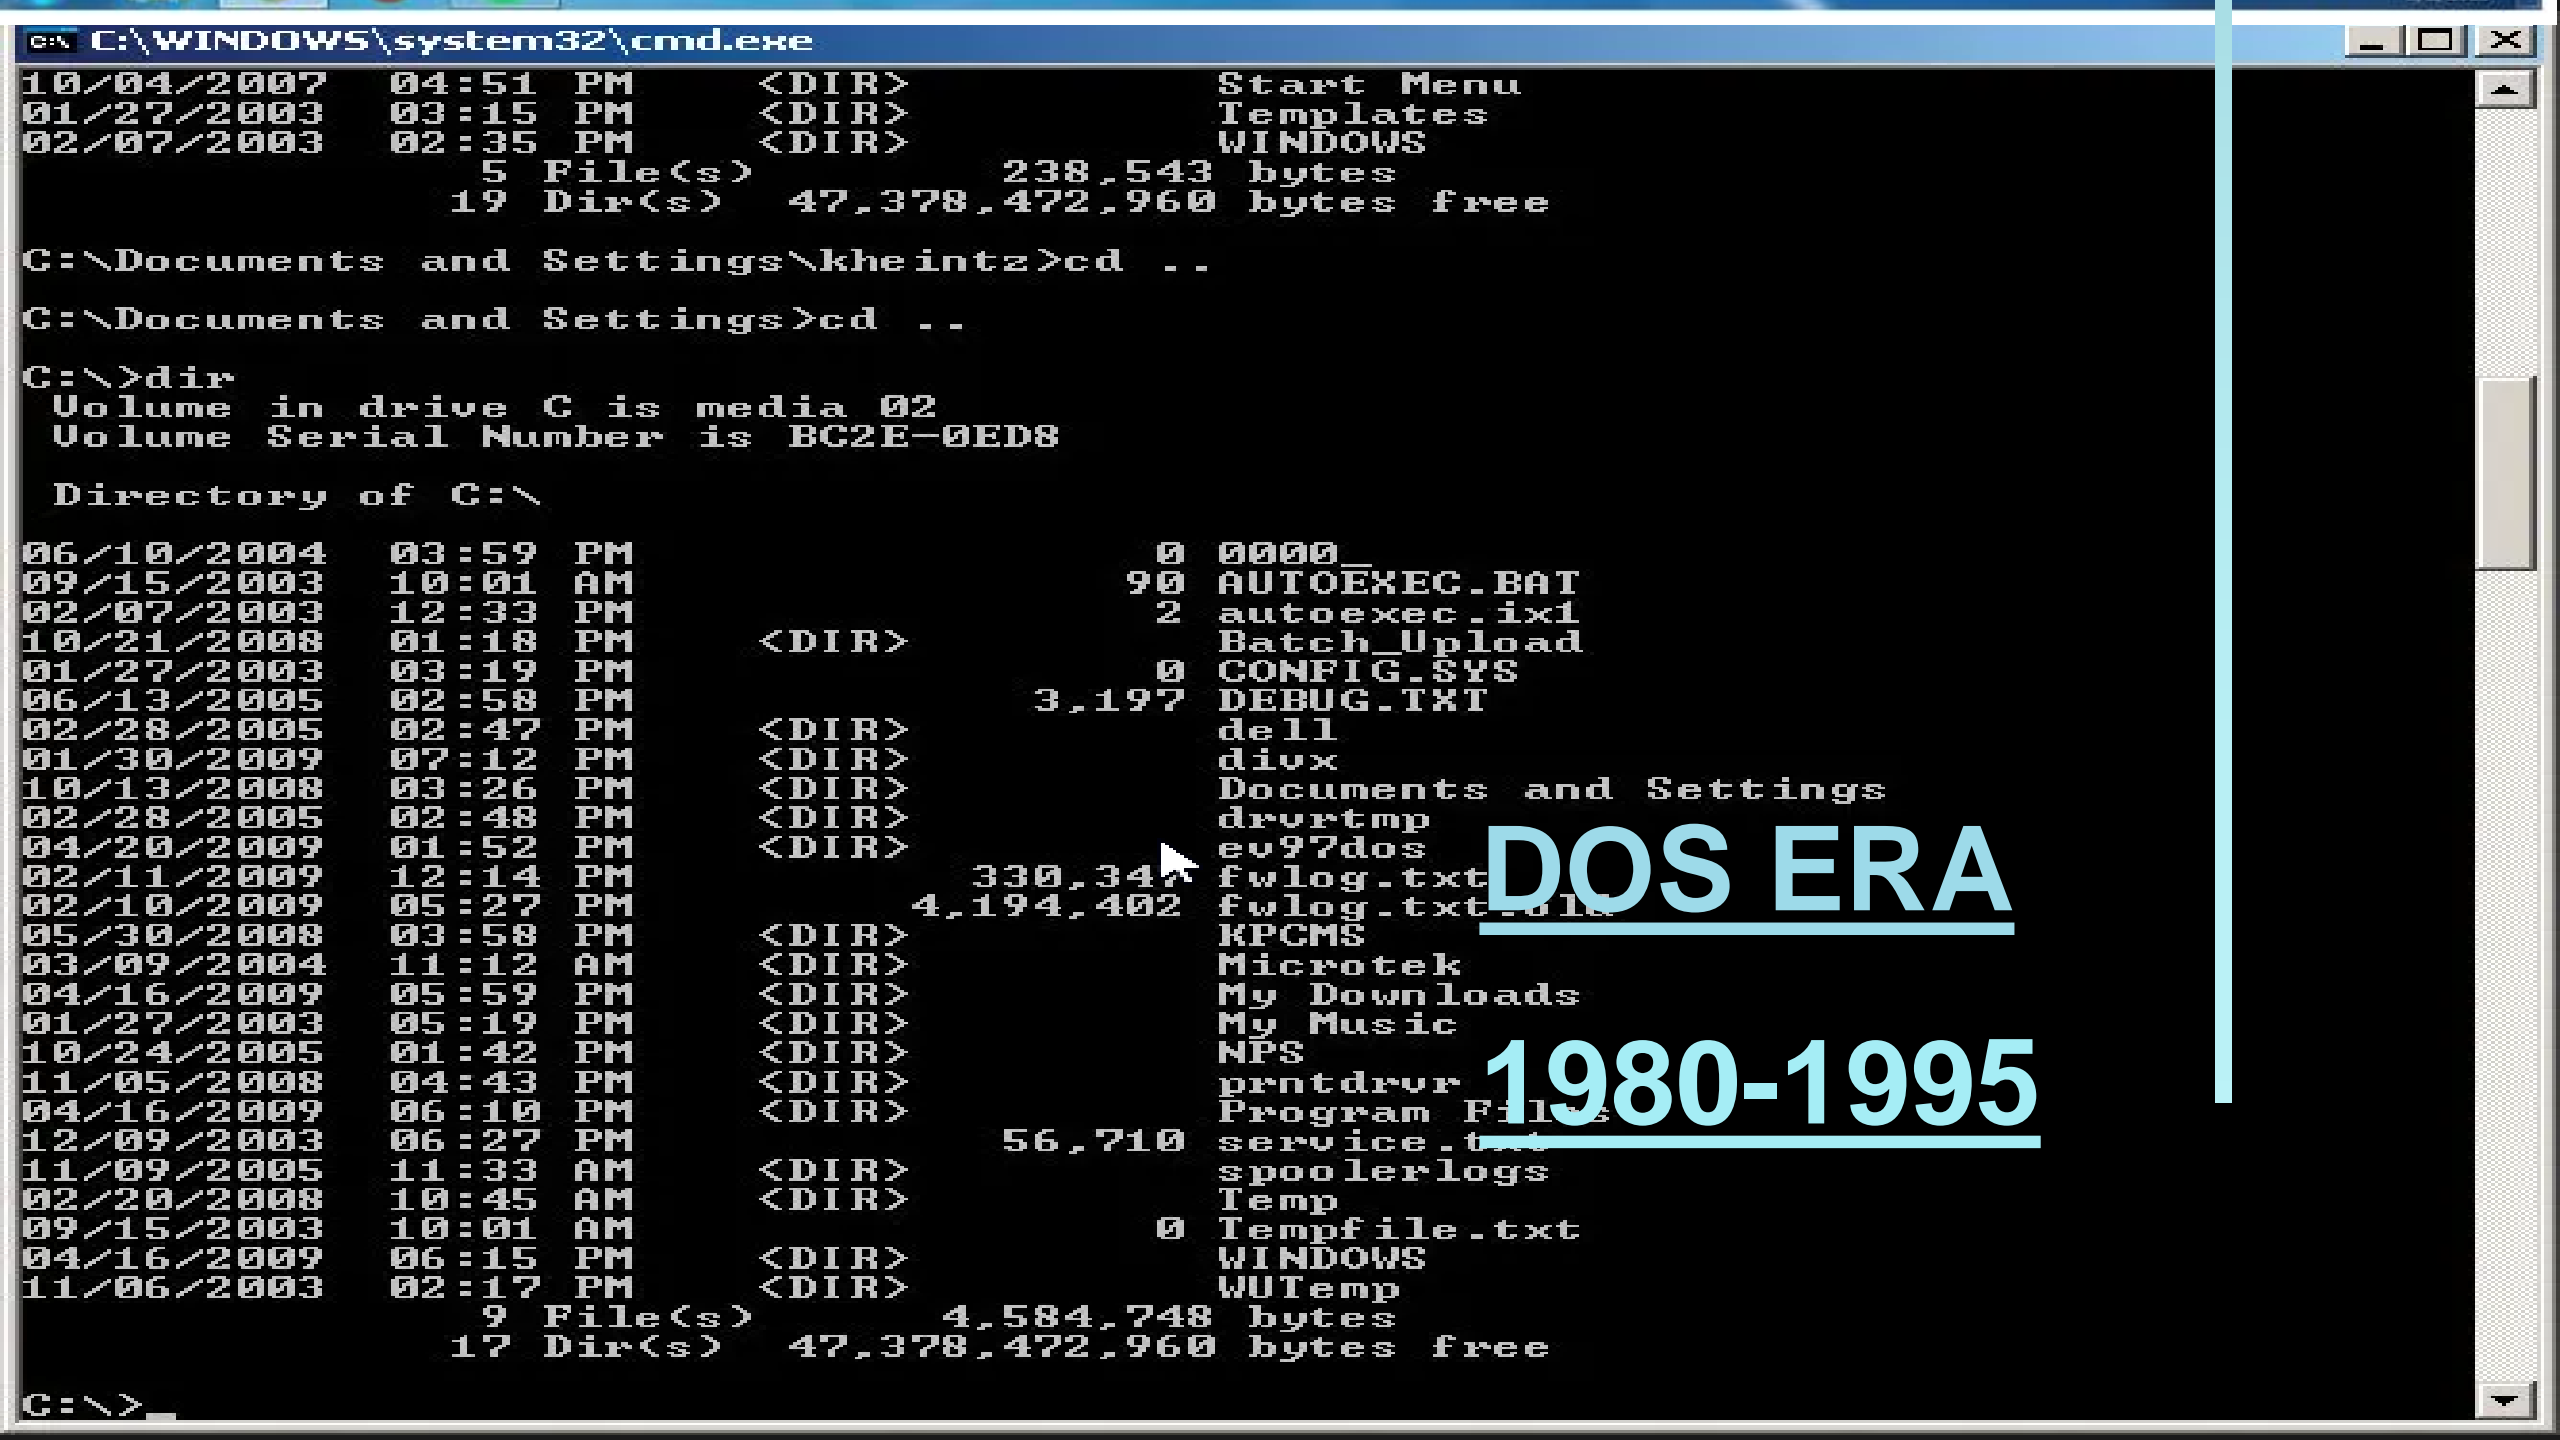 C:\WINDOWS\system32\cmd.exe
10/04/2007 04:51 PM <DIR> Start Menu
01/27/2003 03:15 PM <DIR> Templates
02/07/2003 02:35 PM <DIR> WINDOWS
5 File(s) 238,543 bytes
19 Dir(s) 47,378,472,960 bytes free
C:\Documents and Settings\kheintz>cd ..
C:\Documents and Settings>cd ..
C:\>dir
Volume in drive C is media 02
Volume Serial Number is BC2E-0ED8
Directory of C:\
06/10/2004 03:59 PM 0 0000_
09/15/2003 10:01 AM 90 AUTOEXEC.BAT
02/07/2003 12:33 PM 2 autoexec.ix1
10/21/2008 01:18 PM <DIR> Batch_Upload
01/27/2003 03:19 PM 0 CONFIG.SYS
06/13/2005 02:58 PM 3,197 DEBUG.TXT
02/28/2005 02:47 PM <DIR> dell
01/30/2009 07:12 PM <DIR> divx
10/13/2008 03:26 PM <DIR> Documents and Settings
02/28/2005 02:48 PM <DIR> drvrtmp
04/20/2009 01:52 PM <DIR> ev97dos
02/11/2009 12:14 PM 330,347 fwlog.txt
02/10/2009 05:27 PM 4,194,402 fwlog.txt.old
05/30/2008 03:58 PM <DIR> KPCMS
03/09/2004 11:12 AM <DIR> Microtek
04/16/2009 05:59 PM <DIR> My Downloads
01/27/2003 05:19 PM <DIR> My Music
10/24/2005 01:42 PM <DIR> NPS
11/05/2008 04:43 PM <DIR> prntdrvr
04/16/2009 06:10 PM <DIR> Program Files
12/09/2003 06:27 PM 56,710 service.txt
11/09/2005 11:33 AM <DIR> spoolerlogs
02/20/2008 10:45 AM <DIR> Temp
09/15/2003 10:01 AM 0 Tempfile.txt
04/16/2009 06:15 PM <DIR> WINDOWS
11/06/2003 02:17 PM <DIR> WUTemp
9 File(s) 4,584,748 bytes
17 Dir(s) 47,378,472,960 bytes free
C:\>_
DOS ERA
1980-1995